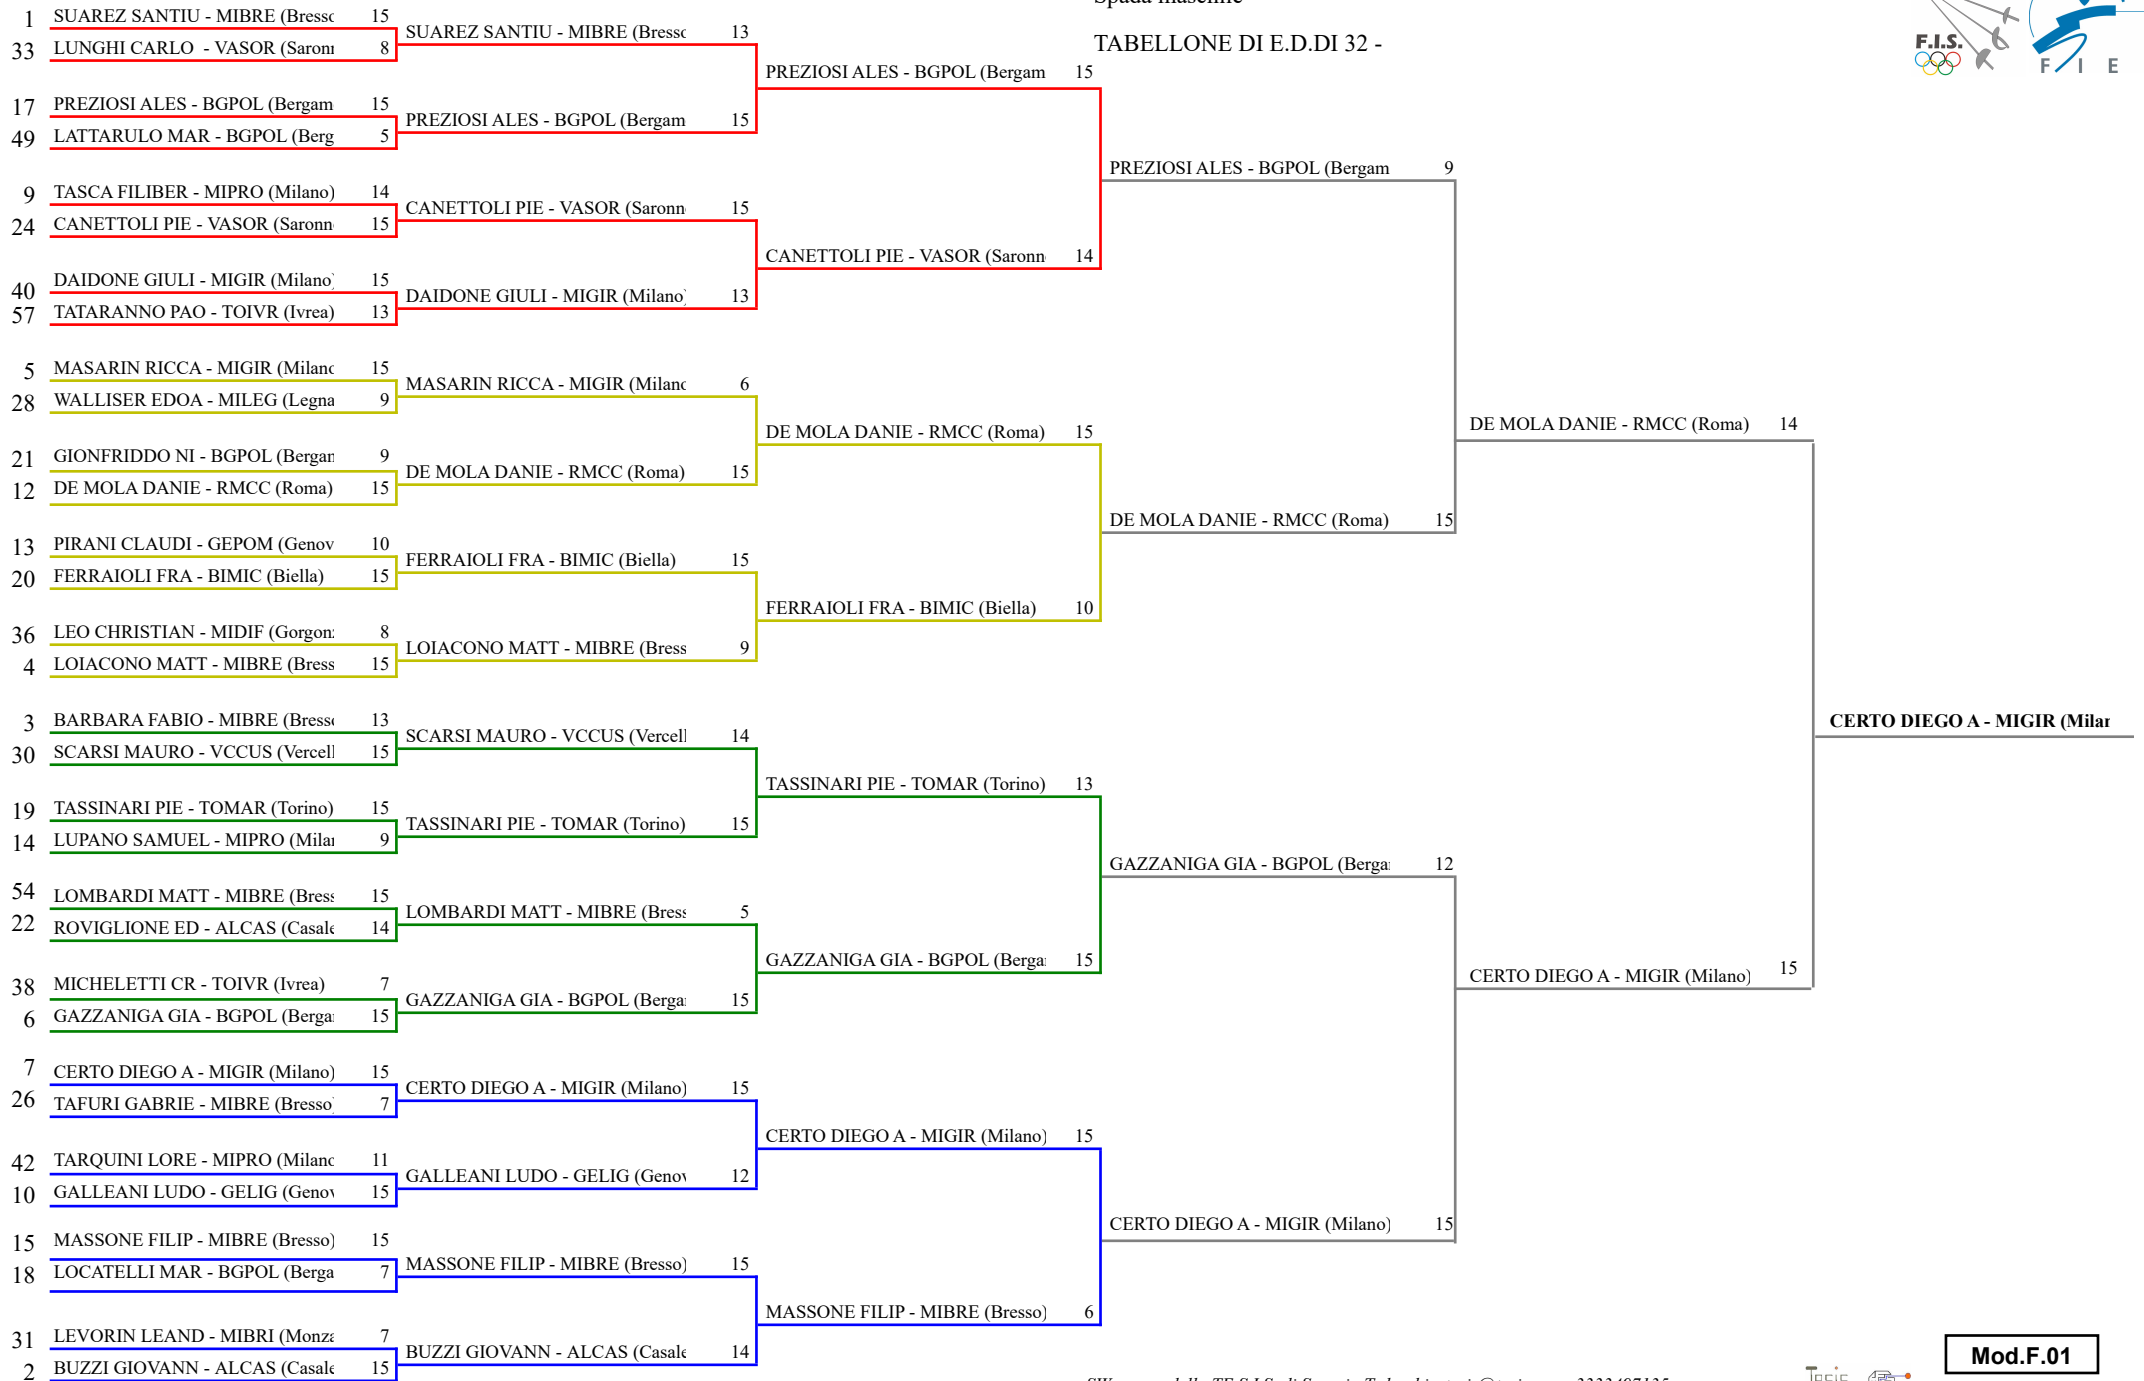 Spada maschile
TABELLONE DI E.D.DI 32 -
F.I.S.
F I E
1 SUAREZ SANTIU - MIBRE (Bresso 15
33 LUNGHI CARLO - VASOR (Saron 8
17 PREZIOSI ALES - BGPOL (Bergam 15
49 LATTARULO MAR - BGPOL (Berg 5
9 TASCA FILIBER - MIPRO (Milano) 14
24 CANETTOLI PIE - VASOR (Saronn 15
40 DAIDONE GIULI - MIGIR (Milano) 15
57 TATARANNO PAO - TOIVR (Ivrea) 13
5 MASARIN RICCA - MIGIR (Milano 15
28 WALLISER EDOA - MILEG (Legna 9
21 GIONFRIDDO NI - BGPOL (Bergam 9
12 DE MOLA DANIE - RMCC (Roma) 15
13 PIRANI CLAUDI - GEPOM (Genov 10
20 FERRAIOLI FRA - BIMIC (Biella) 15
36 LEO CHRISTIAN - MIDIF (Gorgonz 8
4 LOIACONO MATT - MIBRE (Bress 15
3 BARBARA FABIO - MIBRE (Bresso 13
30 SCARSI MAURO - VCCUS (Vercell 15
19 TASSINARI PIE - TOMAR (Torino) 15
14 LUPANO SAMUEL - MIPRO (Milan 9
54 LOMBARDI MATT - MIBRE (Bress 15
22 ROVIGLIONE ED - ALCAS (Casale 14
38 MICHELETTI CR - TOIVR (Ivrea) 7
6 GAZZANIGA GIA - BGPOL (Bergam 15
7 CERTO DIEGO A - MIGIR (Milano) 15
26 TAFURI GABRIE - MIBRE (Bresso) 7
42 TARQUINI LORE - MIPRO (Milano 11
10 GALLEANI LUDO - GELIG (Genov 15
15 MASSONE FILIP - MIBRE (Bresso) 15
18 LOCATELLI MAR - BGPOL (Berga 7
31 LEVORIN LEAND - MIBRI (Monza 7
2 BUZZI GIOVANN - ALCAS (Casale 15
SUAREZ SANTIU - MIBRE (Bresso 13
PREZIOSI ALES - BGPOL (Bergam 15
CANETTOLI PIE - VASOR (Saronn 15
DAIDONE GIULI - MIGIR (Milano) 13
MASARIN RICCA - MIGIR (Milano 6
DE MOLA DANIE - RMCC (Roma) 15
FERRAIOLI FRA - BIMIC (Biella) 15
LOIACONO MATT - MIBRE (Bress 9
SCARSI MAURO - VCCUS (Vercell 14
TASSINARI PIE - TOMAR (Torino) 15
LOMBARDI MATT - MIBRE (Bress 5
GAZZANIGA GIA - BGPOL (Bergam 15
CERTO DIEGO A - MIGIR (Milano) 15
GALLEANI LUDO - GELIG (Genov 12
MASSONE FILIP - MIBRE (Bresso) 15
BUZZI GIOVANN - ALCAS (Casale 14
PREZIOSI ALES - BGPOL (Bergam 15
CANETTOLI PIE - VASOR (Saronn 14
DE MOLA DANIE - RMCC (Roma) 15
FERRAIOLI FRA - BIMIC (Biella) 10
TASSINARI PIE - TOMAR (Torino) 13
GAZZANIGA GIA - BGPOL (Bergam 15
CERTO DIEGO A - MIGIR (Milano) 15
MASSONE FILIP - MIBRE (Bresso) 6
PREZIOSI ALES - BGPOL (Bergam 9
DE MOLA DANIE - RMCC (Roma) 15
GAZZANIGA GIA - BGPOL (Bergam 12
CERTO DIEGO A - MIGIR (Milano) 15
DE MOLA DANIE - RMCC (Roma) 14
CERTO DIEGO A - MIGIR (Milano) 15
CERTO DIEGO A - MIGIR (Milan
Mod.F.01